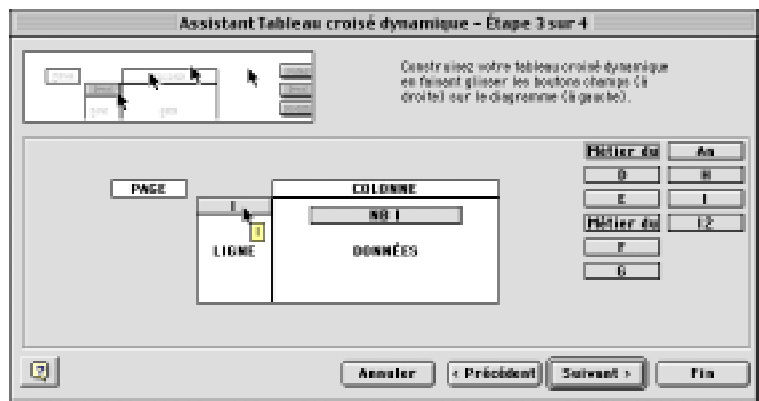 Assistant Tableau croisé dynamique – Étape 3 sur 4
Construisez votre tableau croisé dynamique
en faisant glisser les boutons champs (à
droite) sur le diagramme (à gauche).
PAGE
COLONNE
I
NB I
I
LIGNE
DONNÉES
Métier du
An
D
H
E
I
Métier du
I2
F
G
Annuler
< Précédent
Suivant >
Fin